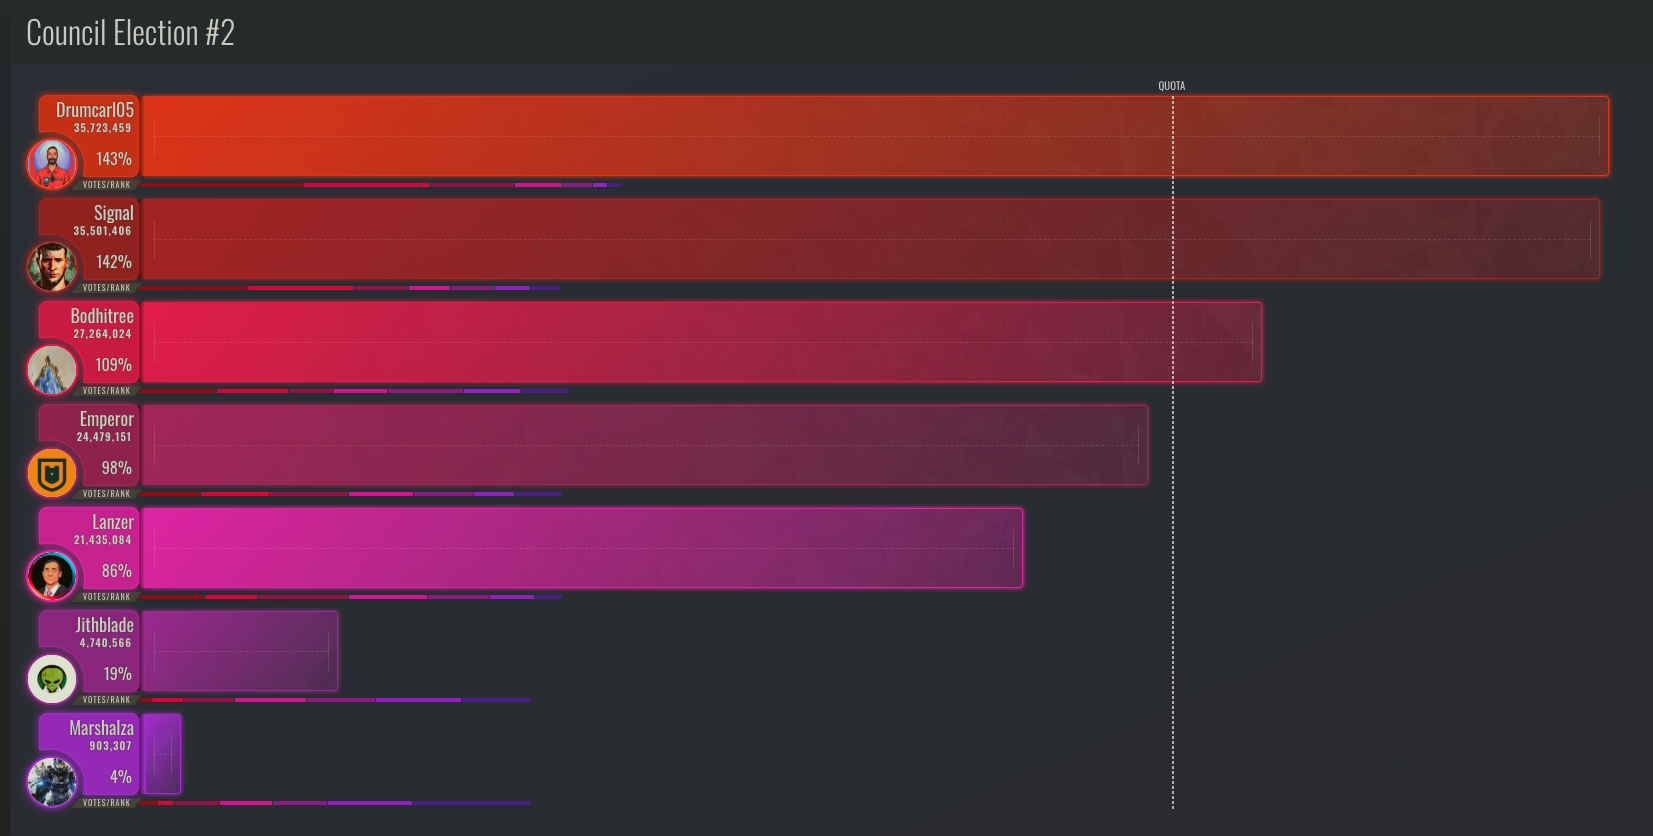 Council Election #2
QUOTA
Drumcarl05
35,723,459
143%
VOTES/RANK
Signal
35,501,406
142%
VOTES/RANK
Bodhitree
27,264,024
109%
VOTES/RANK
Emperor
24,479,151
98%
VOTES/RANK
Lanzer
21,435,084
86%
VOTES/RANK
Jithblade
4,740,566
19%
VOTES/RANK
Marshalza
903,307
4%
VOTES/RANK